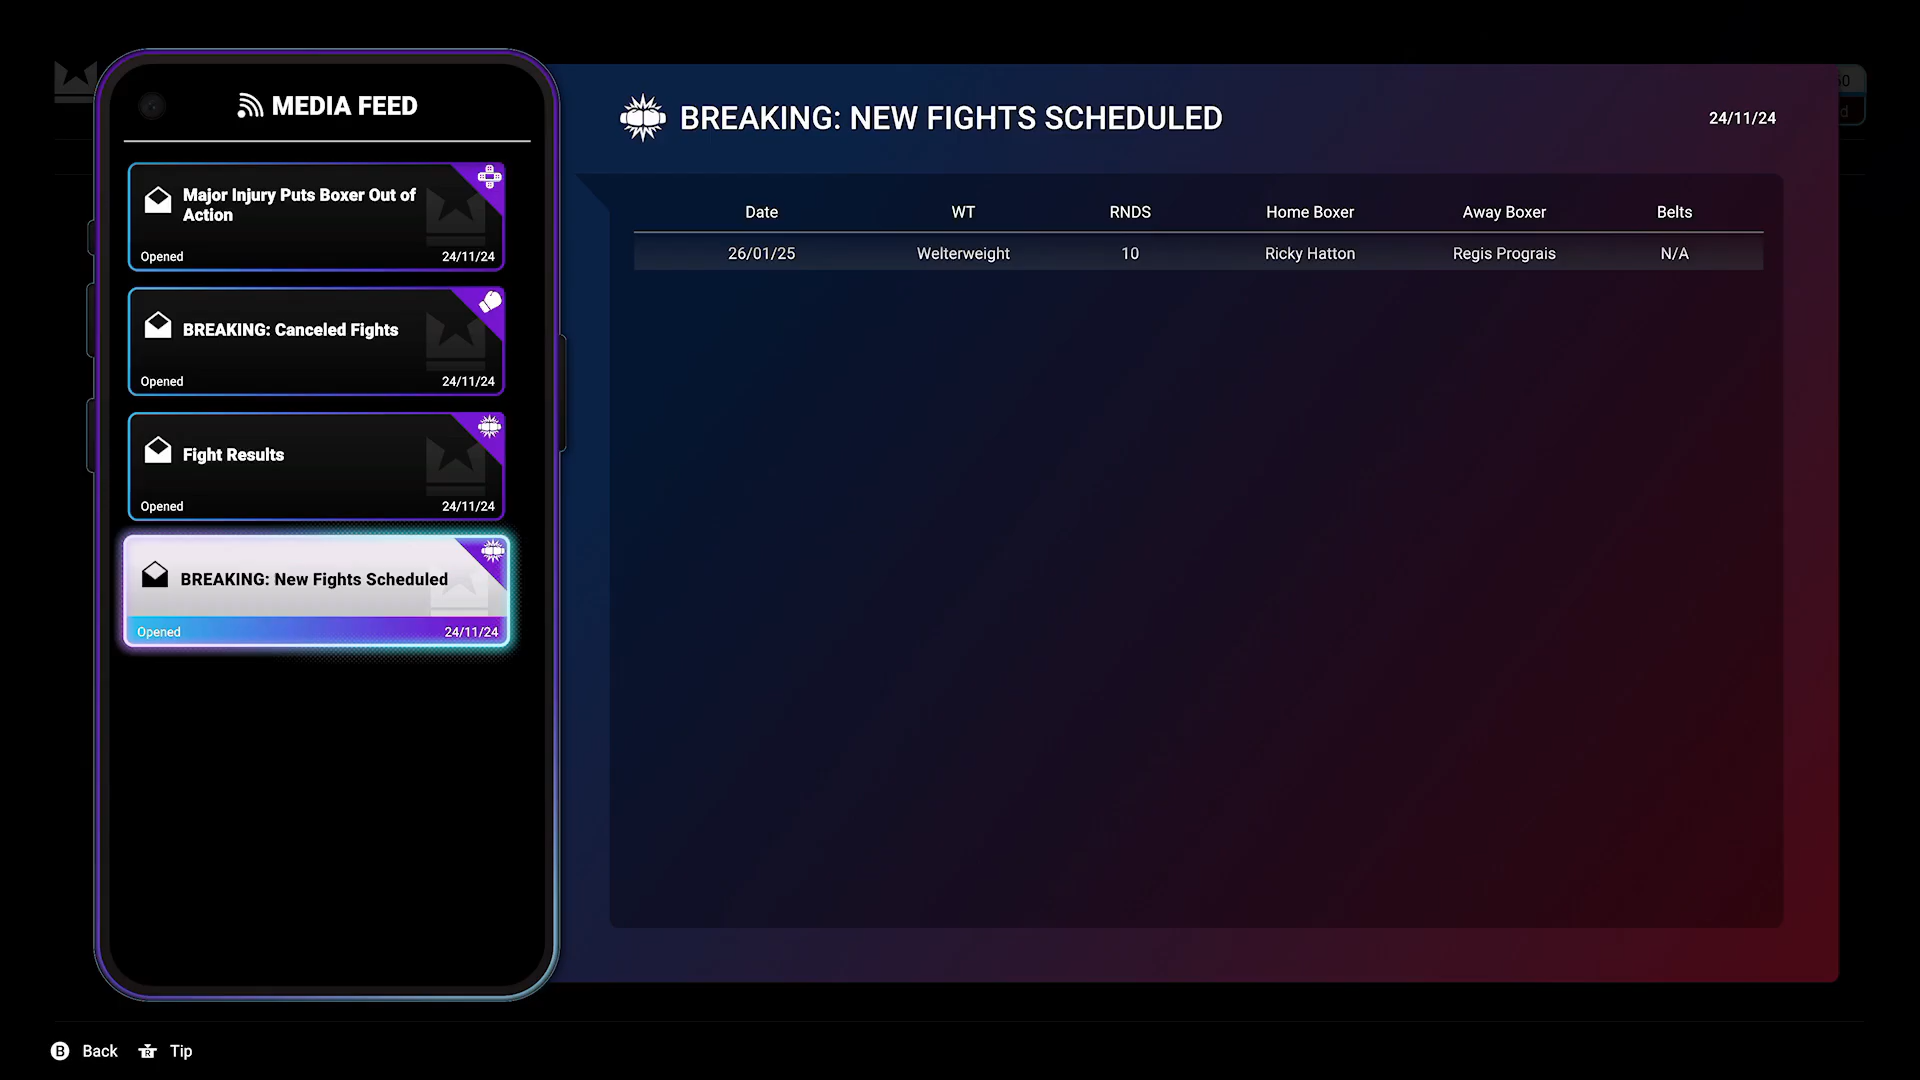 MEDIA FEED
Major Injury Puts Boxer Out of
Action
Opened 24/11/24
BREAKING: Canceled Fights
Opened 24/11/24
Fight Results
Opened 24/11/24
BREAKING: New Fights Scheduled
Opened 24/11/24
BREAKING: NEW FIGHTS SCHEDULED 24/11/24
Date WT RNDS Home Boxer Away Boxer Belts
26/01/25 Welterweight 10 Ricky Hatton Regis Prograis N/A
B Back R Tip